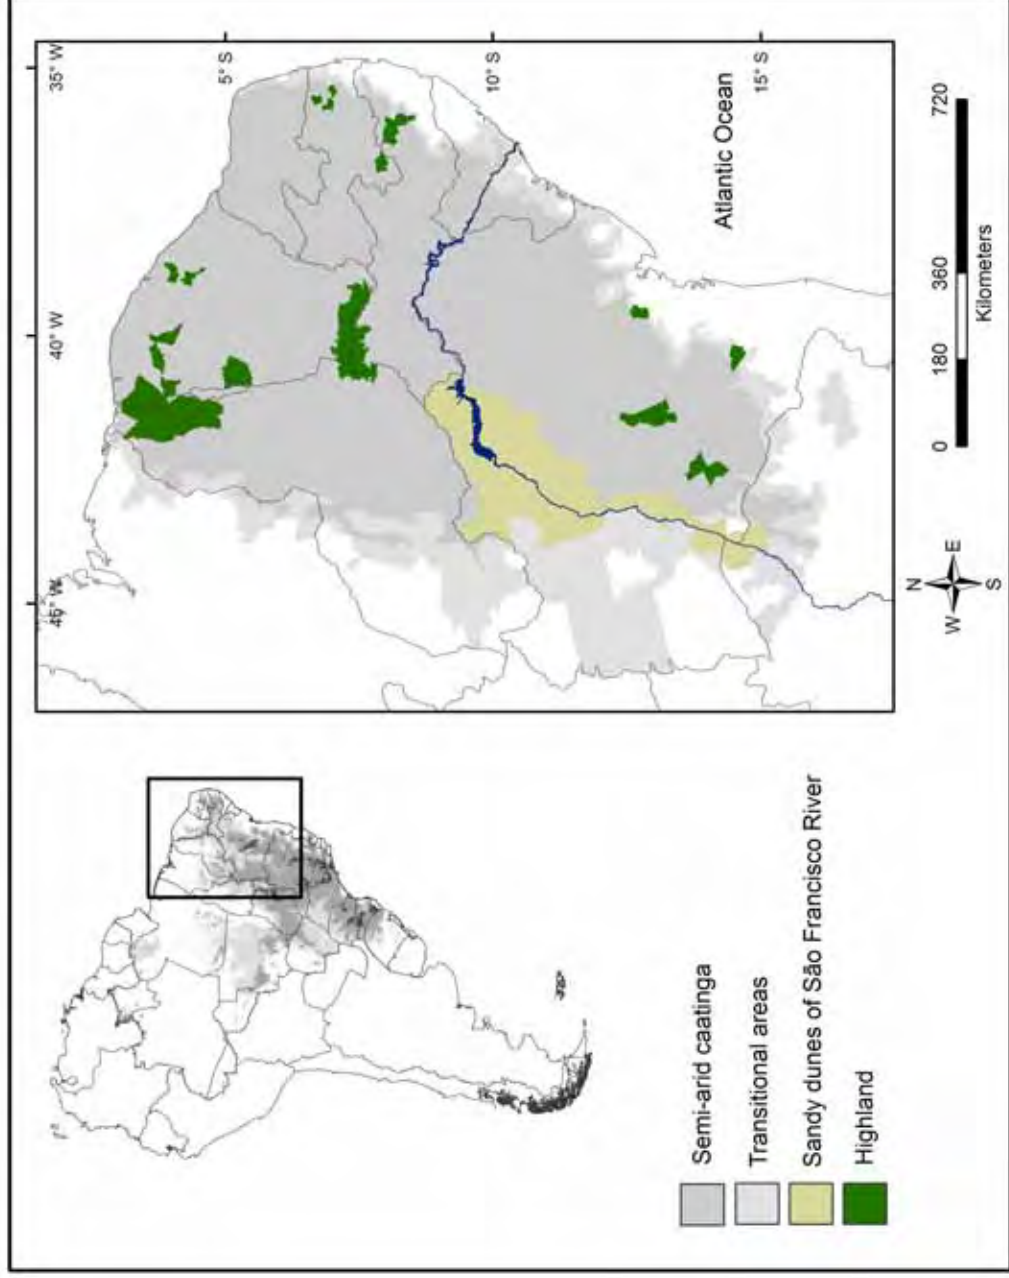 45° W
40° W
35° W
5° S
10° S
15° S
Atlantic Ocean
N
W
E
S
0
180
360
720
Kilometers
Semi-arid caatinga
Transitional areas
Sandy dunes of São Francisco River
Highland